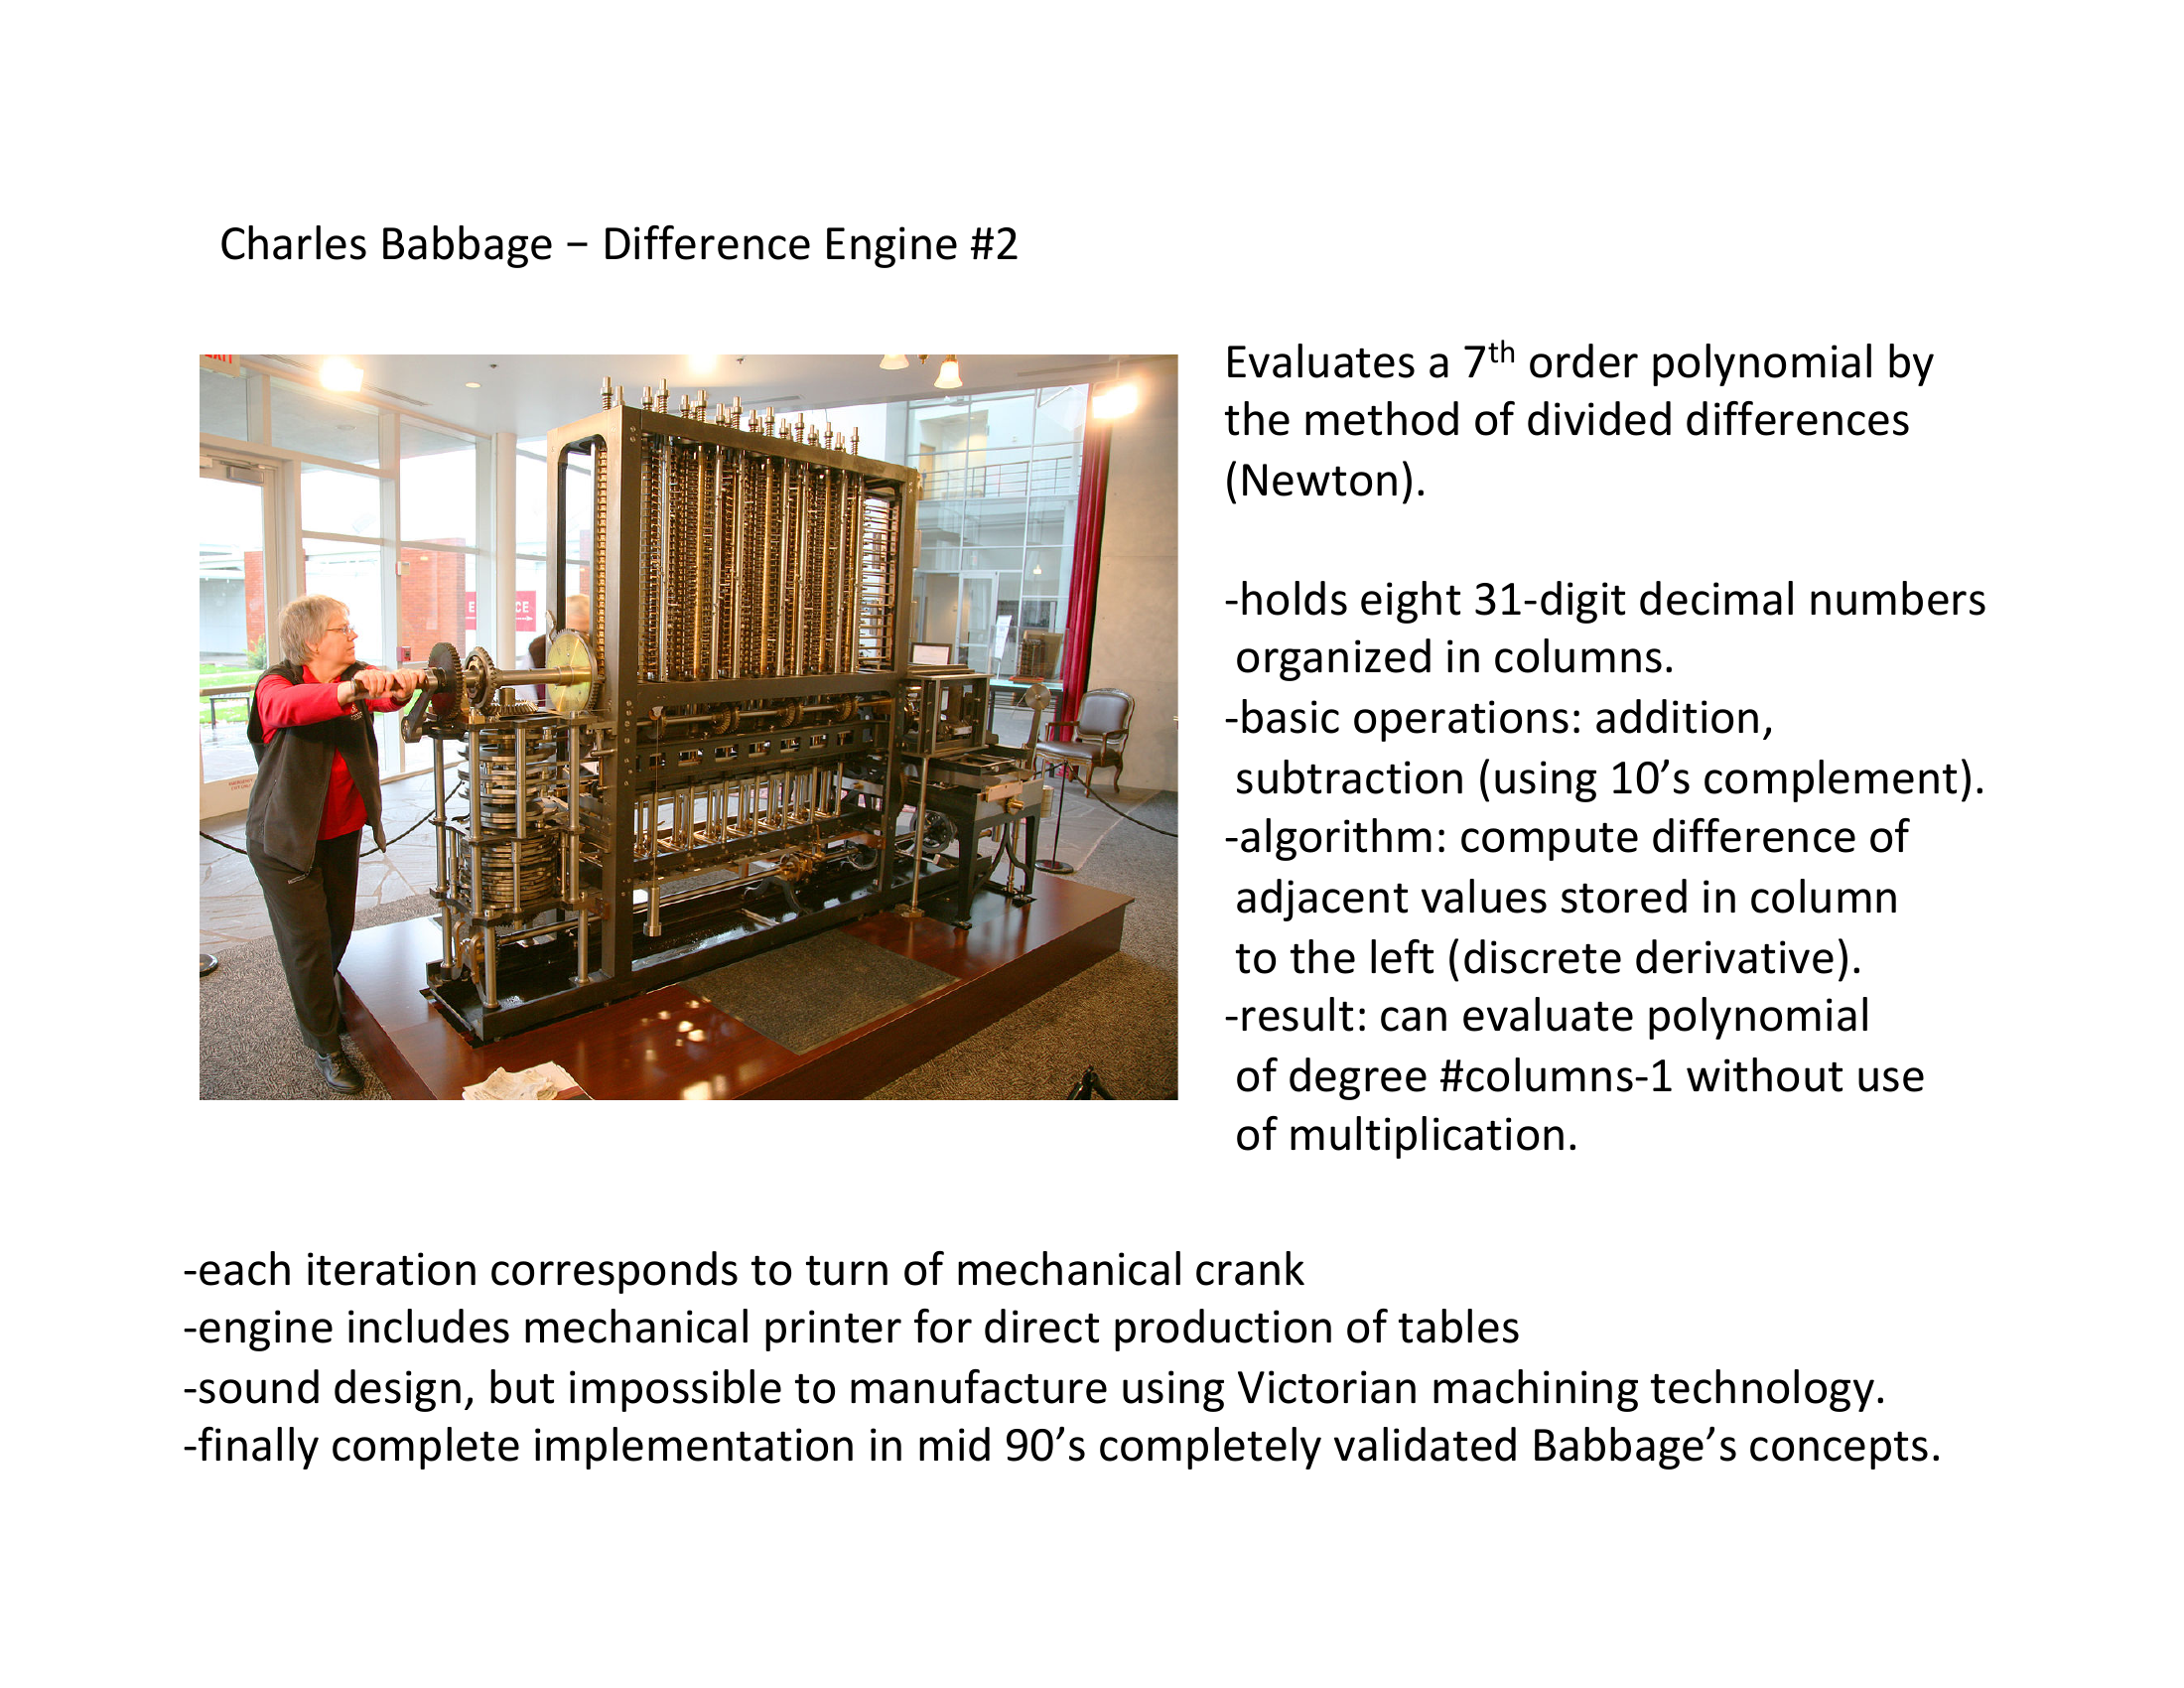 Charles Babbage – Difference Engine #2
Evaluates a 7th order polynomial by
the method of divided differences
(Newton).
-holds eight 31-digit decimal numbers
organized in columns.
-basic operations: addition,
subtraction (using 10’s complement).
-algorithm: compute difference of
adjacent values stored in column
to the left (discrete derivative).
-result: can evaluate polynomial
of degree #columns-1 without use
of multiplication.
-each iteration corresponds to turn of mechanical crank
-engine includes mechanical printer for direct production of tables
-sound design, but impossible to manufacture using Victorian machining technology.
-finally complete implementation in mid 90’s completely validated Babbage’s concepts.